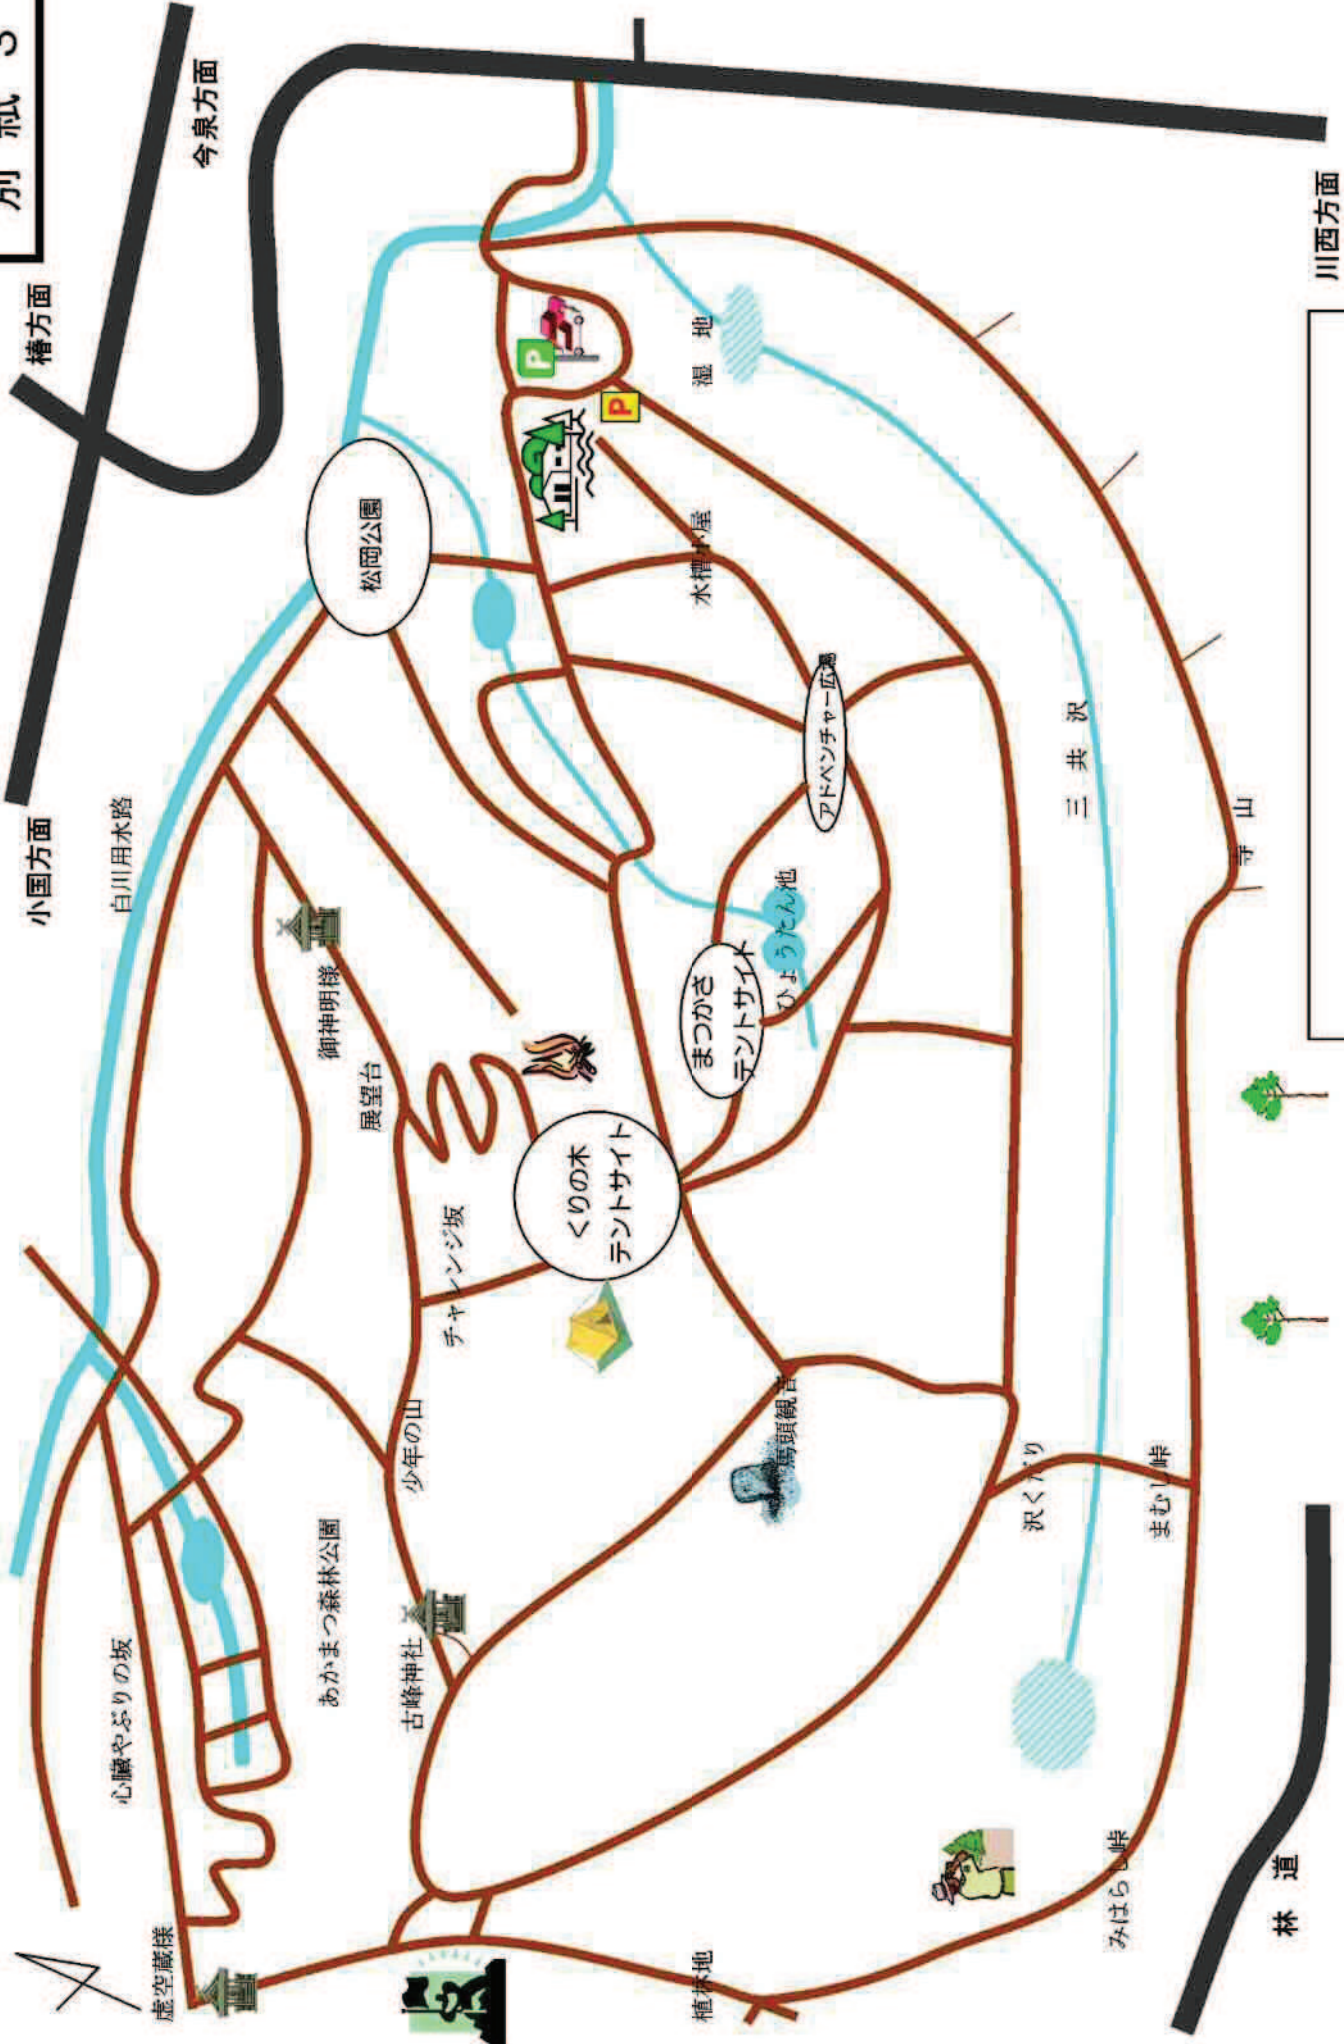 別 紙 3
今泉方面
椿方面
小国方面
川西方面
白川用水路
松岡公園
湿 地
水槽小屋
アドベンチャー広場
三 共 沢
山 寺
御神明様
展望台
ひょうたん池
まつかさ
テントサイト
くりの木
テントサイト
チャレンジ坂
少年の山
馬頭観音
沢くだり
まむし峠
あかまつ森林公園
古峰神社
心臓やぶりの坂
虚空蔵様
植林地
みはらし峠
林 道
P
P